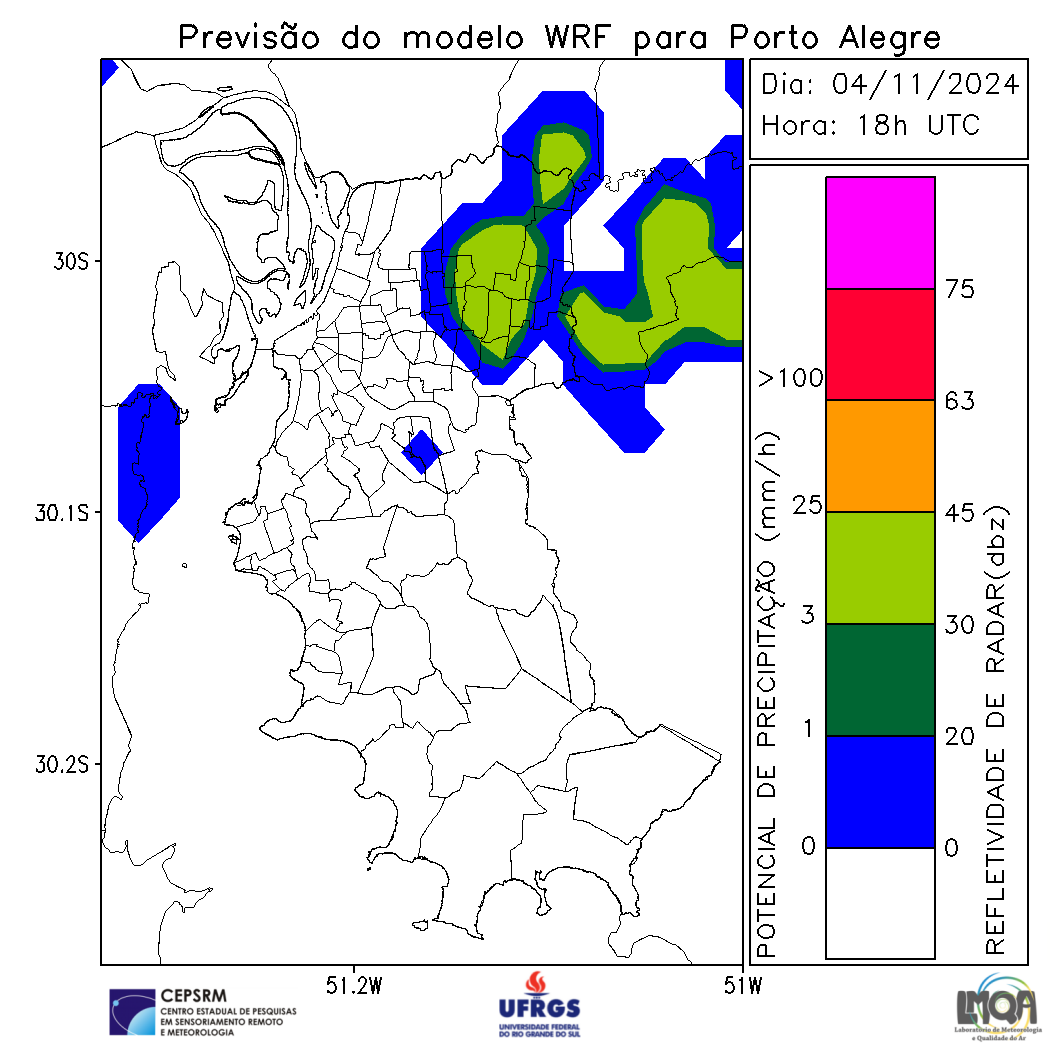 Previsão do modelo WRF para Porto Alegre
Dia: 04/11/2024
Hora: 18h UTC
30S
30.1S
30.2S
51.2W
51W
POTENCIAL DE PRECIPITAÇÃO (mm/h)
>100
25
3
1
0
75
63
45
30
20
0
REFLETIVIDADE DE RADAR(dbz)
CEPSRM
CENTRO ESTADUAL DE PESQUISAS
EM SENSORIAMENTO REMOTO
E METEOROLOGIA
UFRGS
UNIVERSIDADE FEDERAL
DO RIO GRANDE DO SUL
LMQA
Laboratório de Meteorologia
e Qualidade do Ar